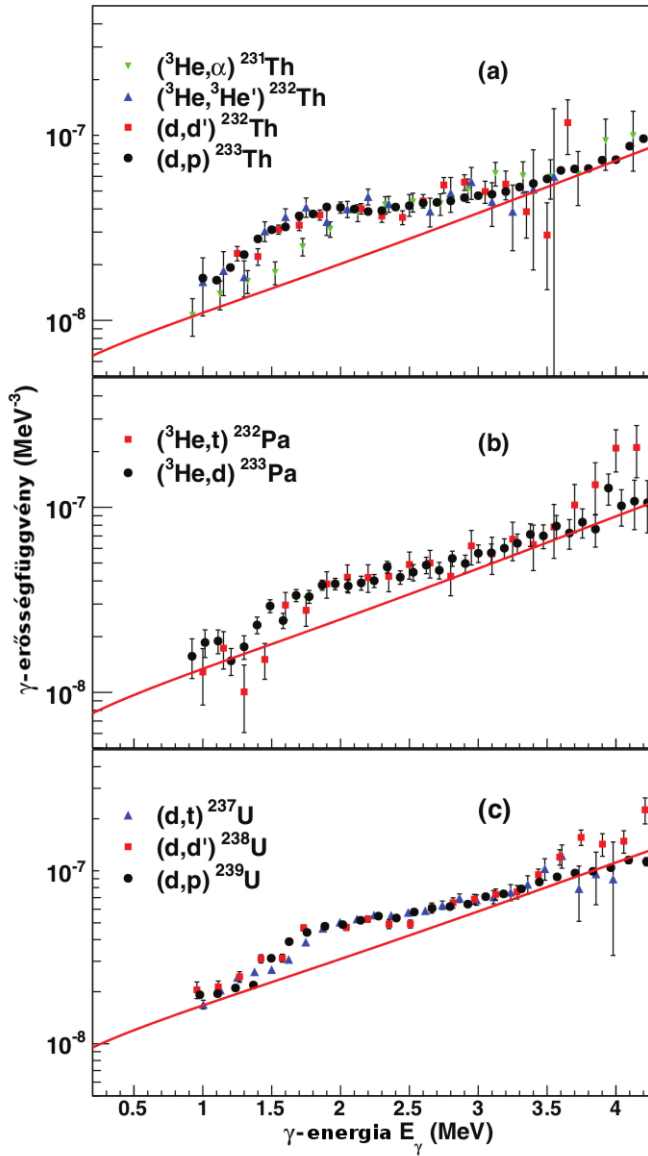 (³He,α) ²³¹Th
(³He,³He') ²³²Th
(d,d') ²³²Th
(d,p) ²³³Th
(a)
10⁻⁷
10⁻⁸
(³He,t) ²³²Pa
(³He,d) ²³³Pa
(b)
10⁻⁷
10⁻⁸
γ-erősségfüggvény (MeV⁻³)
(d,t) ²³⁷U
(d,d') ²³⁸U
(d,p) ²³⁹U
(c)
10⁻⁷
10⁻⁸
0.5 1 1.5 2 2.5 3 3.5 4
γ-energia Eγ (MeV)